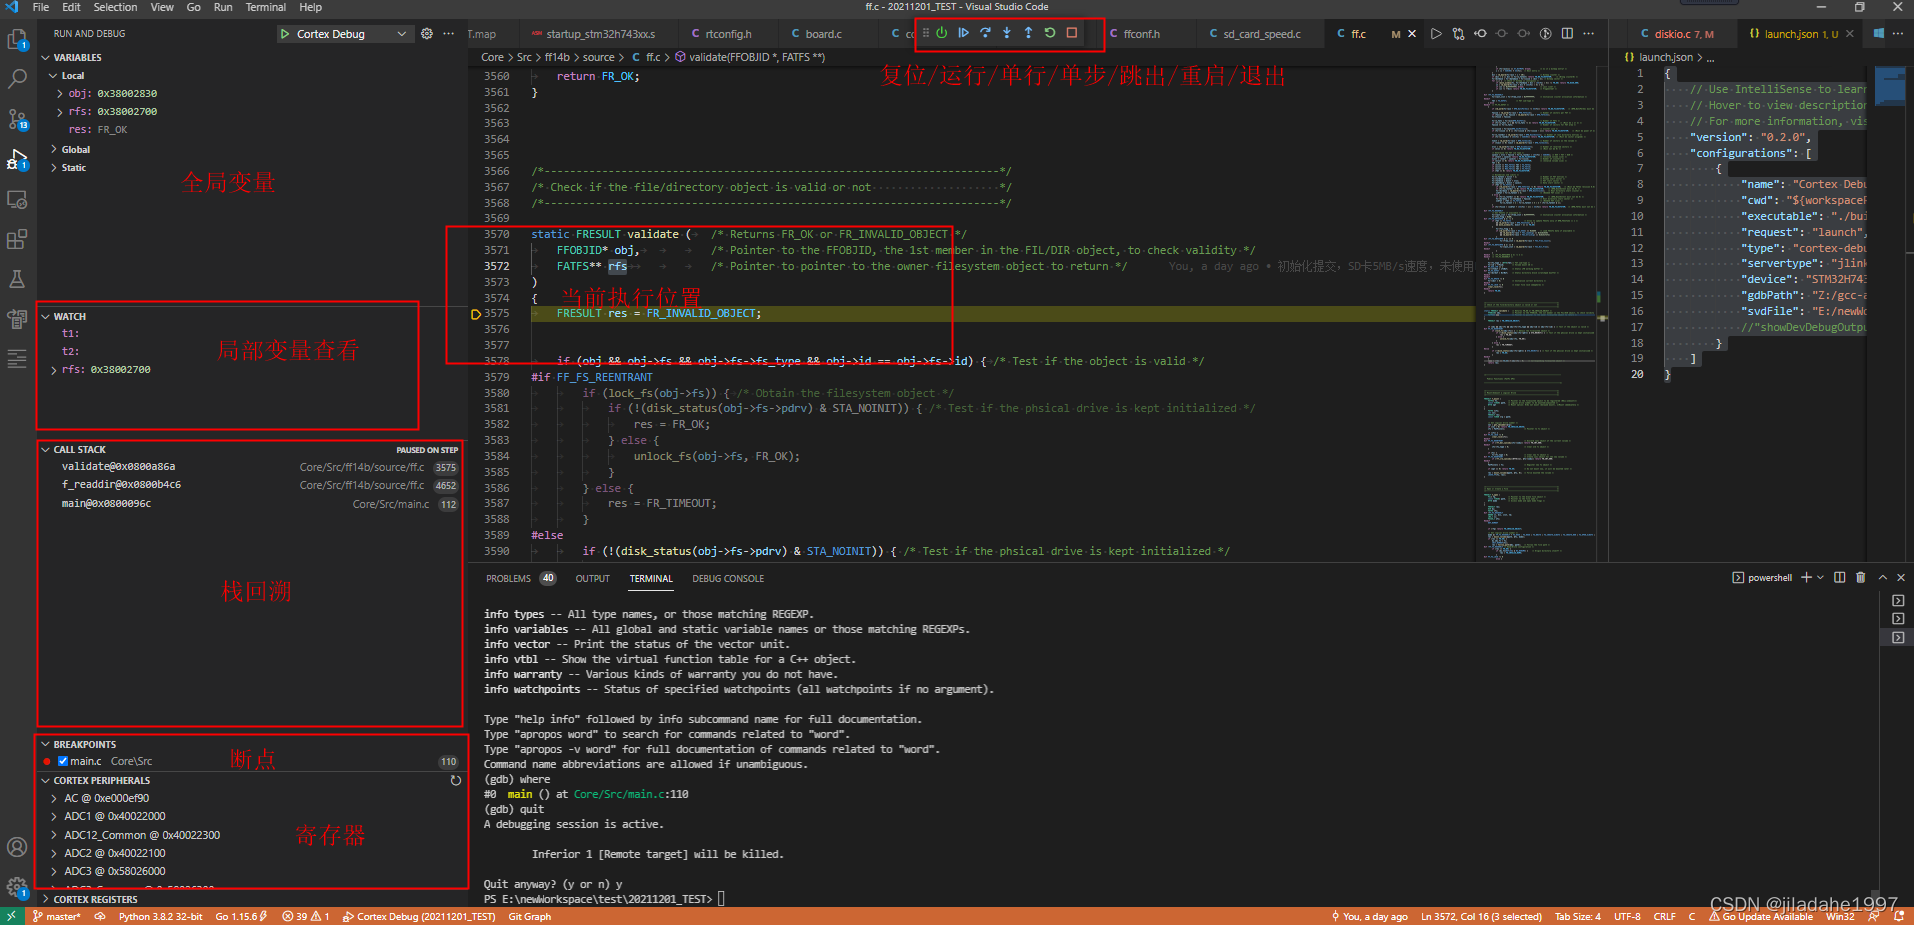 File Edit Selection View Go Run Terminal Help
ff.c - 20211201_TEST - Visual Studio Code
RUN AND DEBUG
Cortex Debug
VARIABLES
Local
obj: 0x38002830
rfs: 0x38002700
res: FR_OK
Global
Static
全局变量
WATCH
t1:
t2:
rfs: 0x38002700
局部变量查看
CALL STACK
PAUSED ON STEP
validate@0x0800a86a Core/Src/ff14b/source/ff.c 3575
f_readdir@0x0800b4c6 Core/Src/ff14b/source/ff.c 4652
main@0x0800096c Core/Src/main.c 112
栈回溯
BREAKPOINTS
main.c Core\Src 110
断点
CORTEX PERIPHERALS
AC @ 0xe000ef90
ADC1 @ 0x40022000
ADC12_Common @ 0x40022300
ADC2 @ 0x40022100
ADC3 @ 0x58026000
寄存器
CORTEX REGISTERS
T.map startup_stm32h743xx.s rtconfig.h board.c ffconf.h sd_card_speed.c ff.c M
Core > Src > ff14b > source > ff.c > validate(FFOBJID *, FATFS **)
复位/运行/单行/单步/跳出/重启/退出
3560 return FR_OK;
3561 }
3562
3563
3564
3565
3566 /*-----------------------------------------------------------------------*/
3567 /* Check if the file/directory object is valid or not */
3568 /*-----------------------------------------------------------------------*/
3569
3570 static FRESULT validate ( /* Returns FR_OK or FR_INVALID_OBJECT */
3571 FFOBJID* obj, /* Pointer to the FFOBJID, the 1st member in the FIL/DIR object, to check validity */
3572 FATFS** rfs /* Pointer to pointer to the owner filesystem object to return */ You, a day ago • 初始化提交，SD卡5MB/s速度，未使用
3573 )
3574 {
当前执行位置
3575 FRESULT res = FR_INVALID_OBJECT;
3576
3577
3578 if (obj && obj->fs && obj->fs->fs_type && obj->id == obj->fs->id) { /* Test if the object is valid */
3579 #if FF_FS_REENTRANT
3580 if (lock_fs(obj->fs)) { /* Obtain the filesystem object */
3581 if (!(disk_status(obj->fs->pdrv) & STA_NOINIT)) { /* Test if the phsical drive is kept initialized */
3582 res = FR_OK;
3583 } else {
3584 unlock_fs(obj->fs, FR_OK);
3585 }
3586 } else {
3587 res = FR_TIMEOUT;
3588 }
3589 #else
3590 if (!(disk_status(obj->fs->pdrv) & STA_NOINIT)) { /* Test if the phsical drive is kept initialized */
diskio.c 7, M launch.json 1, U
launch.json > ...
1 {
2 // Use IntelliSense to learn
3 // Hover to view description
4 // For more information, vis
5 "version": "0.2.0",
6 "configurations": [
7 {
8 "name": "Cortex Debu
9 "cwd": "${workspaceF
10 "executable": "./bui
11 "request": "launch",
12 "type": "cortex-debu
13 "servertype": "jlink
14 "device": "STM32H743
15 "gdbPath": "Z:/gcc-a
16 "svdFile": "E:/newWo
17 //"showDevDebugOutpu
18 }
19 ]
20 }
PROBLEMS 40 OUTPUT TERMINAL DEBUG CONSOLE
powershell
info types -- All type names, or those matching REGEXP.
info variables -- All global and static variable names or those matching REGEXPs.
info vector -- Print the status of the vector unit.
info vtbl -- Show the virtual function table for a C++ object.
info warranty -- Various kinds of warranty you do not have.
info watchpoints -- Status of specified watchpoints (all watchpoints if no argument).
Type "help info" followed by info subcommand name for full documentation.
Type "apropos word" to search for commands related to "word".
Type "apropos -v word" for full documentation of commands related to "word".
Command name abbreviations are allowed if unambiguous.
(gdb) where
#0 main () at Core/Src/main.c:110
(gdb) quit
A debugging session is active.
Inferior 1 [Remote target] will be killed.
Quit anyway? (y or n) y
PS E:\newWorkspace\test\20211201_TEST>
CSDN @jiladahe1997
master* Python 3.8.2 32-bit Go 1.15.6 39 1 Cortex Debug (20211201_TEST) Git Graph
You, a day ago Ln 3572, Col 16 (3 selected) Tab Size: 4 UTF-8 CRLF C Go Update Available Win32